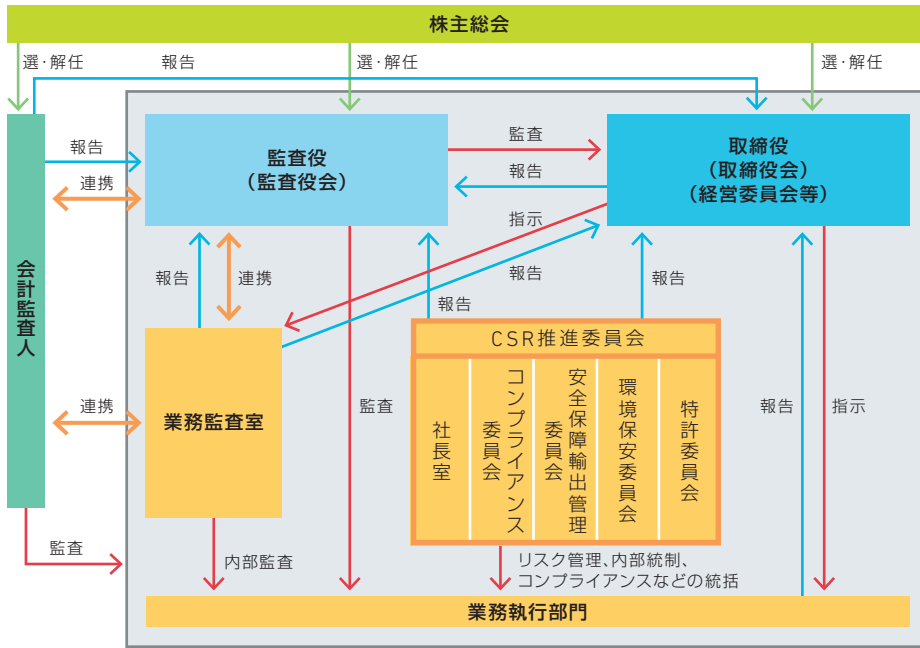 株主総会
選・解任
報告
選・解任
選・解任
報告
連携
監査役
（監査役会）
監査
報告
取締役
（取締役会）
（経営委員会等）
指示
会計監査人
報告
連携
報告
報告
報告
CSR推進委員会
連携
業務監査室
監査
社長室
コンプライアンス
委員会
安全保障輸出管理
委員会
環境保安委員会
特許委員会
報告
指示
監査
内部監査
リスク管理、内部統制、
コンプライアンスなどの統括
業務執行部門